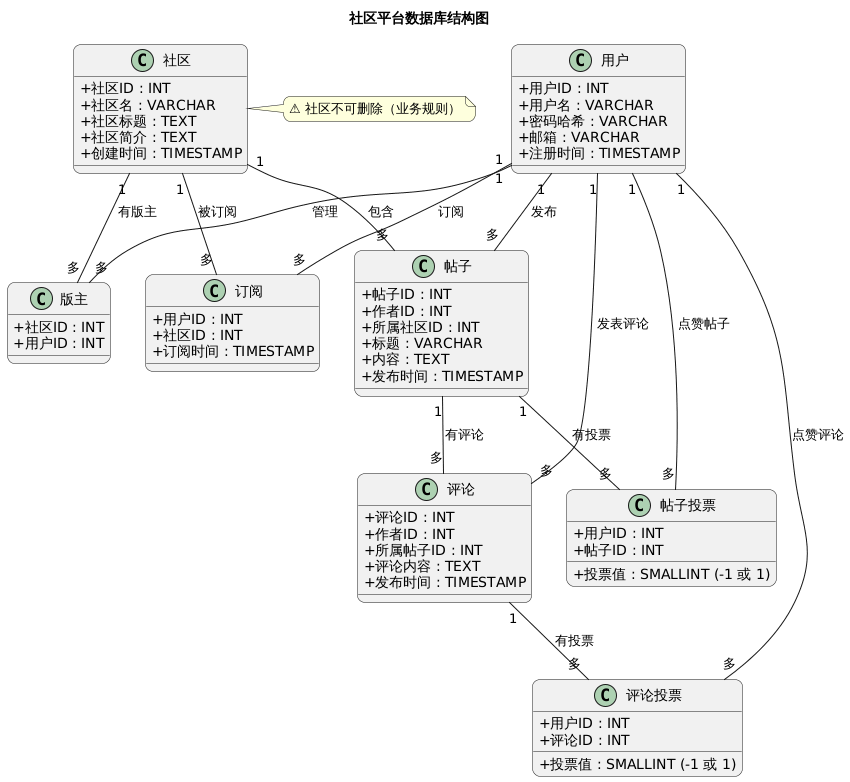 社区平台数据库结构图
C 社区
+社区ID : INT
+社区名 : VARCHAR
+社区标题 : TEXT
+社区简介 : TEXT
+创建时间 : TIMESTAMP
⚠ 社区不可删除（业务规则）
C 用户
+用户ID : INT
+用户名 : VARCHAR
+密码哈希 : VARCHAR
+邮箱 : VARCHAR
+注册时间 : TIMESTAMP
1
1
1
1
1
1
1
1
1
有版主
被订阅
管理
包含
订阅
发布
多
多
多
多
多
多
C 版主
+社区ID : INT
+用户ID : INT
C 订阅
+用户ID : INT
+社区ID : INT
+订阅时间 : TIMESTAMP
C 帖子
+帖子ID : INT
+作者ID : INT
+所属社区ID : INT
+标题 : VARCHAR
+内容 : TEXT
+发布时间 : TIMESTAMP
发表评论
点赞帖子
1
1
有评论
有投票
点赞评论
多
多
多
多
C 评论
+评论ID : INT
+作者ID : INT
+所属帖子ID : INT
+评论内容 : TEXT
+发布时间 : TIMESTAMP
C 帖子投票
+用户ID : INT
+帖子ID : INT
+投票值 : SMALLINT (-1 或 1)
1
有投票
多
多
C 评论投票
+用户ID : INT
+评论ID : INT
+投票值 : SMALLINT (-1 或 1)